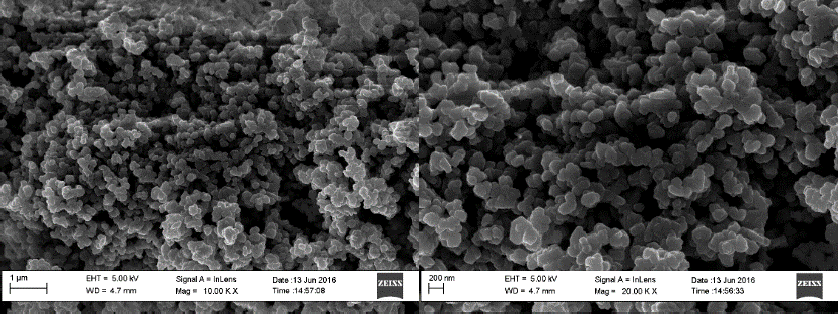 1 µm
EHT = 5.00 kV
Signal A = InLens
Date :13 Jun 2016
WD = 4.7 mm
Mag = 10.00 K X
Time :14:57:08
ZEISS
200 nm
EHT = 5.00 kV
Signal A = InLens
Date :13 Jun 2016
WD = 4.7 mm
Mag = 20.00 K X
Time :14:56:33
ZEISS